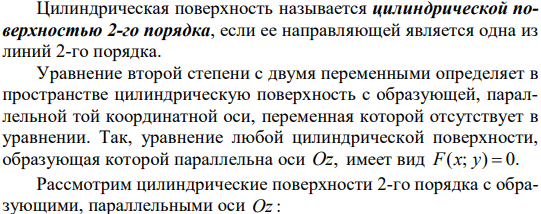 Цилиндрическая поверхность называется цилиндрической по-
верхностью 2-го порядка, если ее направляющей является одна из
линий 2-го порядка.
Уравнение второй степени с двумя переменными определяет в
пространстве цилиндрическую поверхность с образующей, парал-
лельной той координатной оси, переменная которой отсутствует в
уравнении. Так, уравнение любой цилиндрической поверхности,
образующая которой параллельна оси Oz, имеет вид F(x; y) = 0.
Рассмотрим цилиндрические поверхности 2-го порядка с обра-
зующими, параллельными оси Oz :